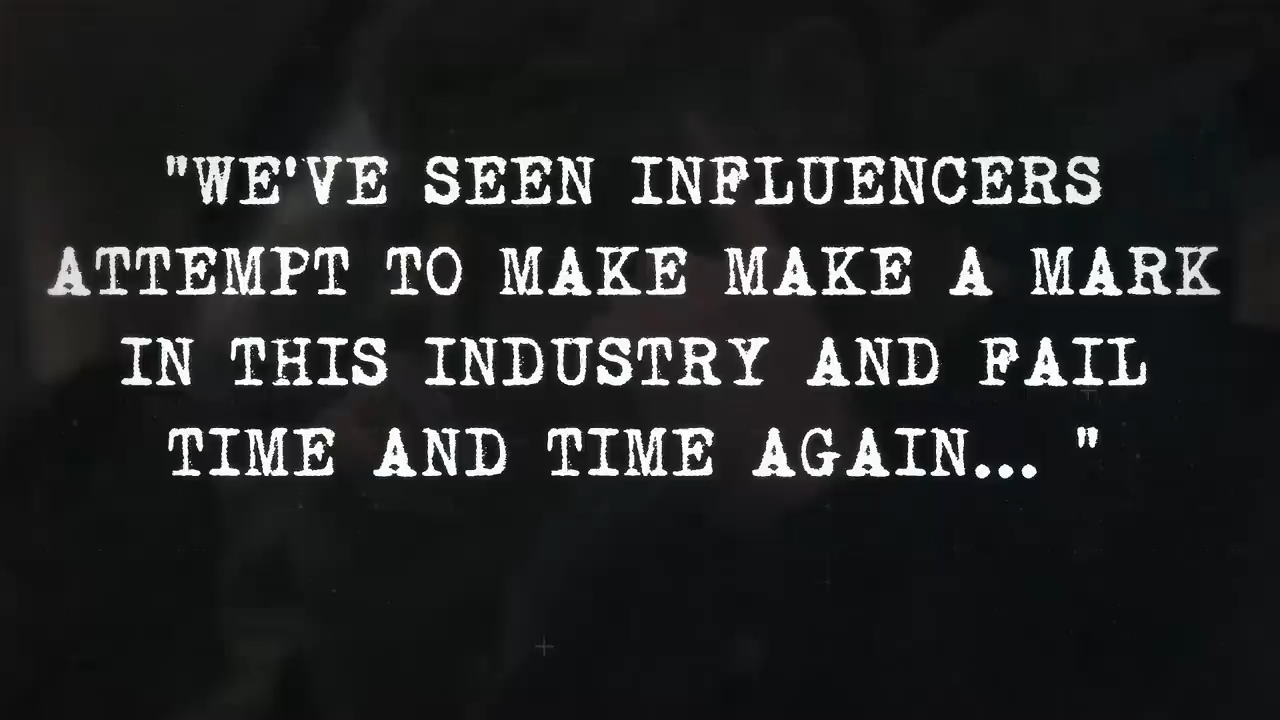 "WE'VE SEEN INFLUENCERS
ATTEMPT TO MAKE MAKE A MARK
IN THIS INDUSTRY AND FAIL
TIME AND TIME AGAIN... "